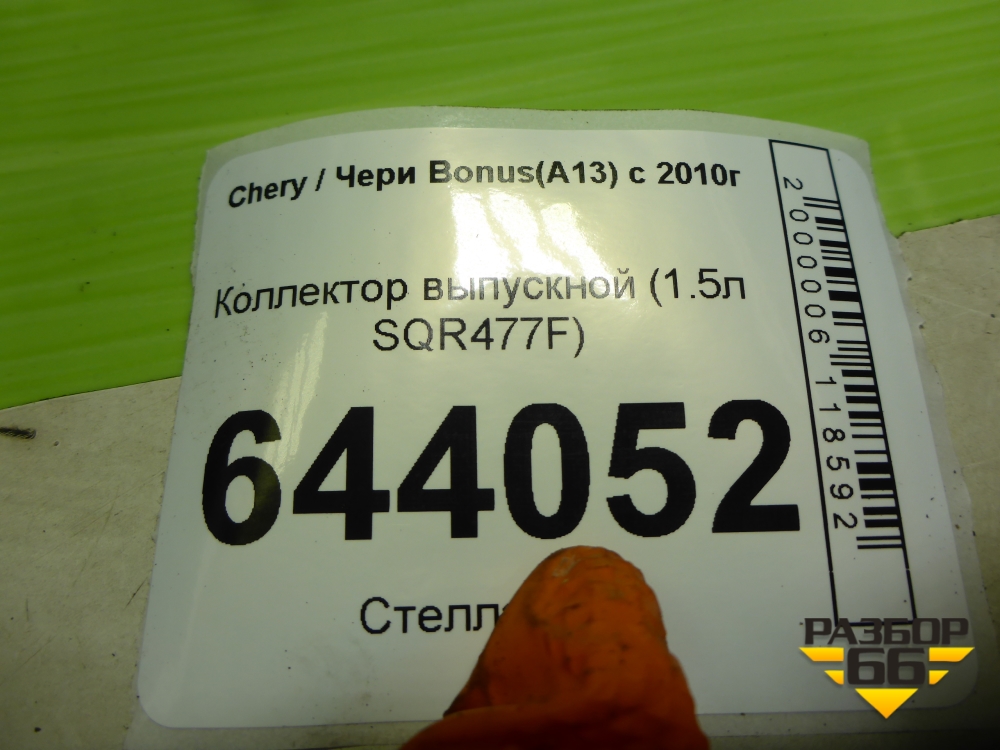 Chery / Чери Bonus(A13) с 2010г
Коллектор выпускной (1.5л
SQR477F)
644052
2000006118592
РАЗБОР
66